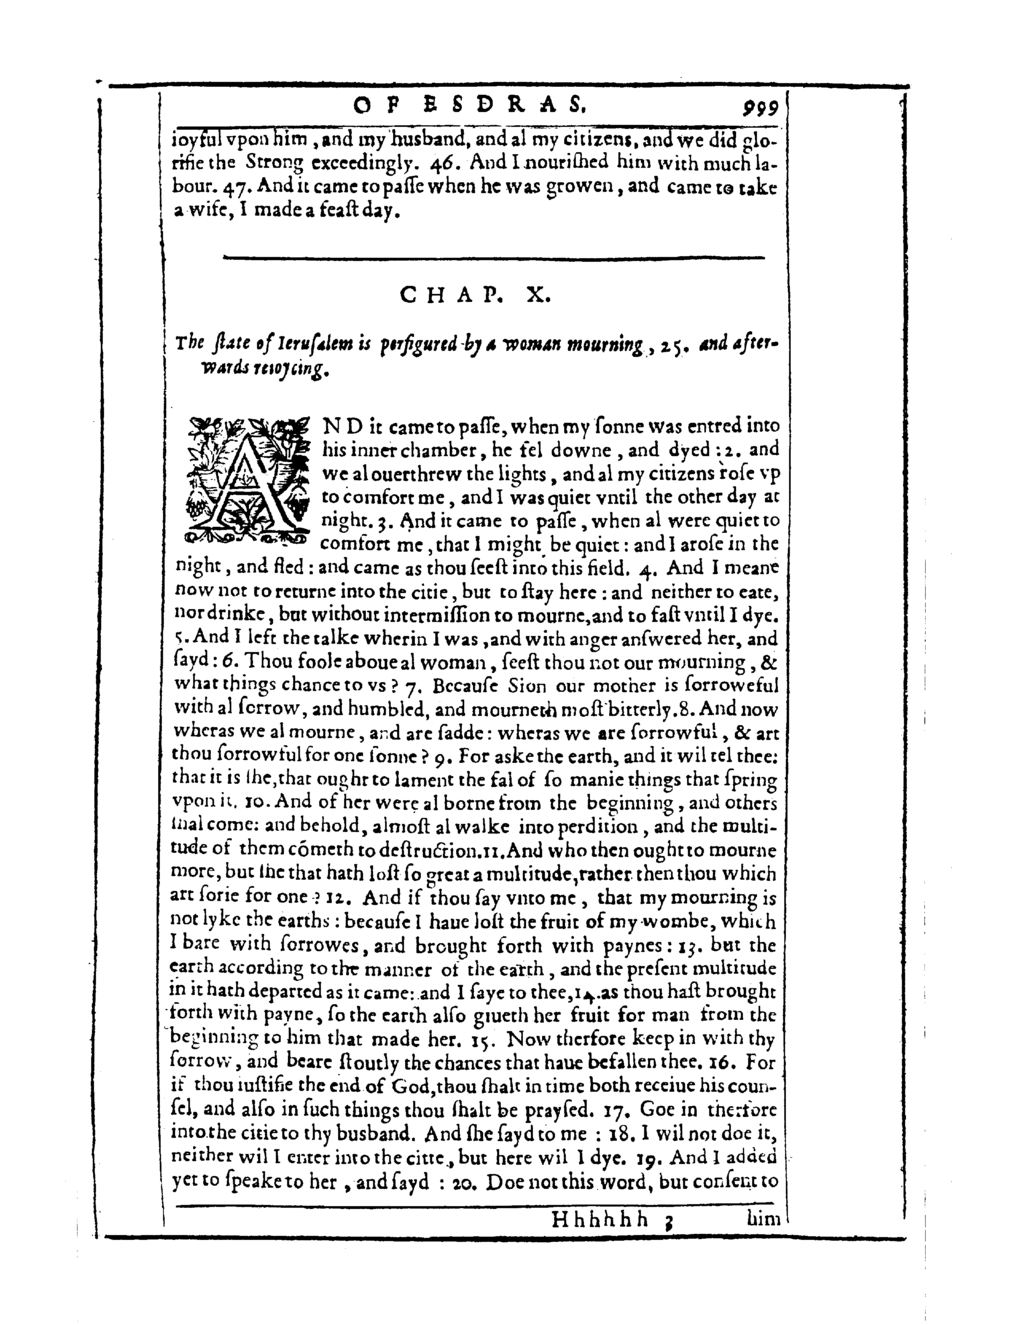 OF ESDRAS. 999
ioyful vpon him, and my husband, and al my citizens, and we did glo-
rifie the Strong exceedingly. 46. And I nouriſhed him with much la-
bour. 47. And it came to paſſe when he was growen, and came to take
a wife, I made a feaſt day.
CHAP. X.
The ſtate of Ieruſalem is perfigured by a woman mourning, 25. and after-
wards reioycing.
AND it came to paſſe, when my ſonne was entred into
his inner chamber, he fel downe, and dyed: 2. and
we al ouerthrew the lights, and al my citizens roſe vp
to comfort me, and I was quiet vntil the other day at
night. 3. And it came to paſſe, when al were quiet to
comfort me, that I might be quiet: and I aroſe in the
night, and fled: and came as thou ſeeſt into this field. 4. And I meane
now not to returne into the citie, but to ſtay here: and neither to eate,
nor drinke, but without intermiſſion to mourne, and to faſt vntil I dye.
5. And I left the talke wherin I was, and with anger anſwered her, and
ſayd: 6. Thou foole aboue al woman, ſeeſt thou not our mourning, &
what things chance to vs? 7. Becauſe Sion our mother is ſorroweful
with al ſorrow, and humbled, and mourneth moſt bitterly. 8. And now
wheras we al mourne, and are ſadde: wheras we are ſorrowful, & art
thou ſorrowful for one ſonne? 9. For aske the earth, and it wil tel thee:
that it is ſhe, that ought to lament the fal of ſo manie things that ſpring
vpon it. 10. And of her were al borne from the beginning, and others
ſhal come: and behold, almoſt al walke into perdition, and the multi-
tude of them cómeth to deſtruction. 11. And who then ought to mourne
more, but ſhe that hath loſt ſo great a multitude, rather then thou which
art ſorie for one? 12. And if thou ſay vnto me, that my mourning is
not lyke the earths: becauſe I haue loſt the fruit of my wombe, which
I bare with ſorrowes, and brought forth with paynes: 13. but the
earth according to the manner of the earth, and the preſent multitude
in it hath departed as it came: and I ſaye to thee, 14. as thou haſt brought
forth with payne, ſo the earth alſo giueth her fruit for man from the
beginning to him that made her. 15. Now therfore keep in with thy
ſorrow, and beare ſtoutly the chances that haue befallen thee. 16. For
if thou iuſtifie the end of God, thou ſhalt in time both receiue his coun-
ſel, and alſo in ſuch things thou ſhalt be prayſed. 17. Goe in therfore
into the citie to thy busband. And ſhe ſayd to me: 18. I wil not doe it,
neither wil I enter into the citte, but here wil I dye. 19. And I added
yet to ſpeake to her, and ſayd: 20. Doe not this word, but conſent to
Hhhhhh 3 him